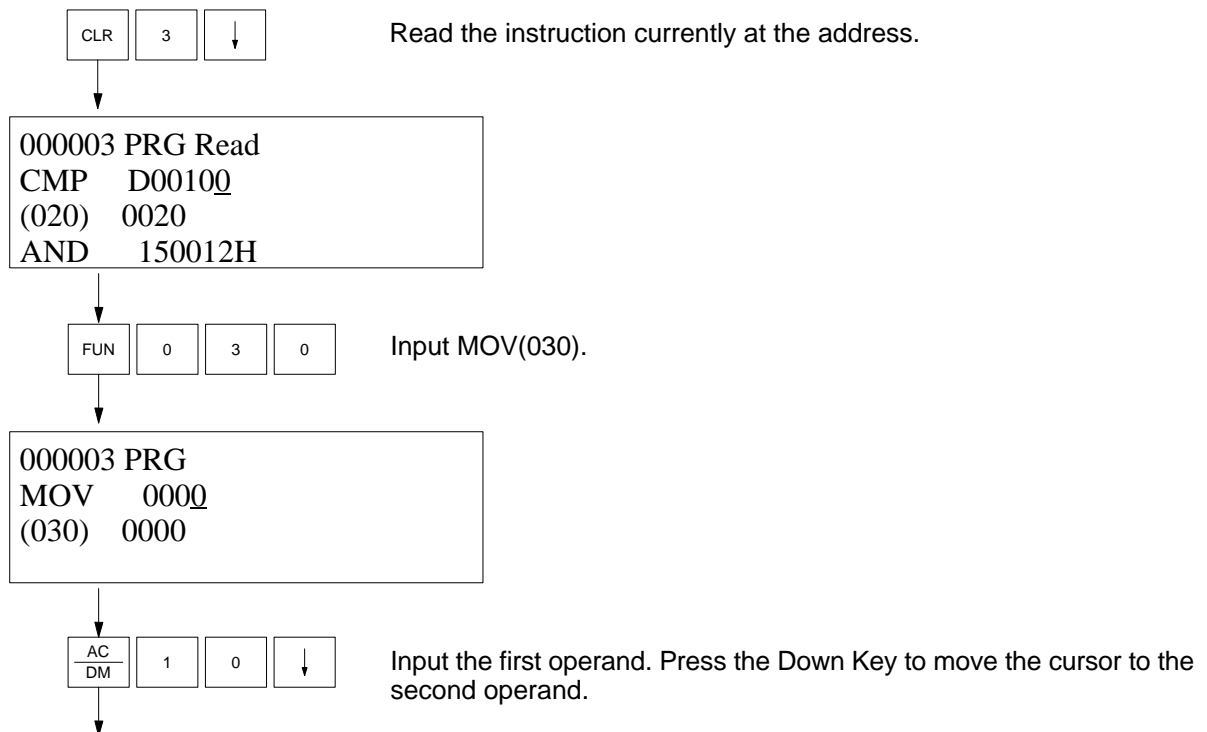 CLR 3 Read the instruction currently at the address.
000003 PRG Read
CMP D00100
(020) 0020
AND 150012H
FUN 0 3 0 Input MOV(030).
000003 PRG
MOV 0000
(030) 0000
AC
DM 1 0 Input the first operand. Press the Down Key to move the cursor to the
second operand.